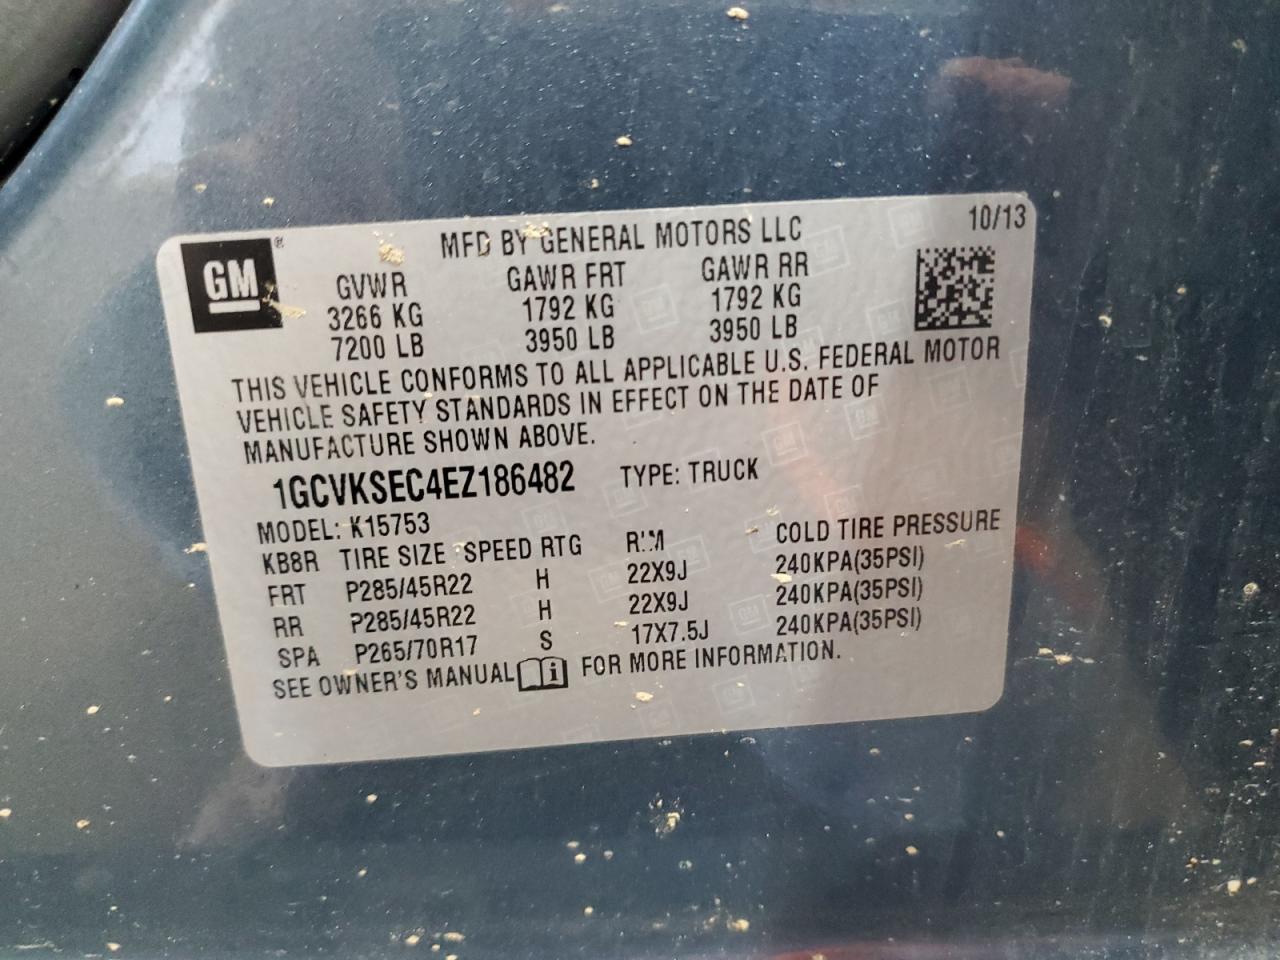 10/13
MFD BY GENERAL MOTORS LLC
GM ®
GVWR GAWR FRT GAWR RR
3266 KG 1792 KG 1792 KG
7200 LB 3950 LB 3950 LB
THIS VEHICLE CONFORMS TO ALL APPLICABLE U.S. FEDERAL MOTOR
VEHICLE SAFETY STANDARDS IN EFFECT ON THE DATE OF
MANUFACTURE SHOWN ABOVE.
1GCVKSEC4EZ186482 TYPE: TRUCK
MODEL: K15753
KB8R TIRE SIZE SPEED RTG RIM COLD TIRE PRESSURE
FRT P285/45R22 H 22X9J 240KPA(35PSI)
RR P285/45R22 H 22X9J 240KPA(35PSI)
SPA P265/70R17 S 17X7.5J 240KPA(35PSI)
SEE OWNER'S MANUAL i FOR MORE INFORMATION.